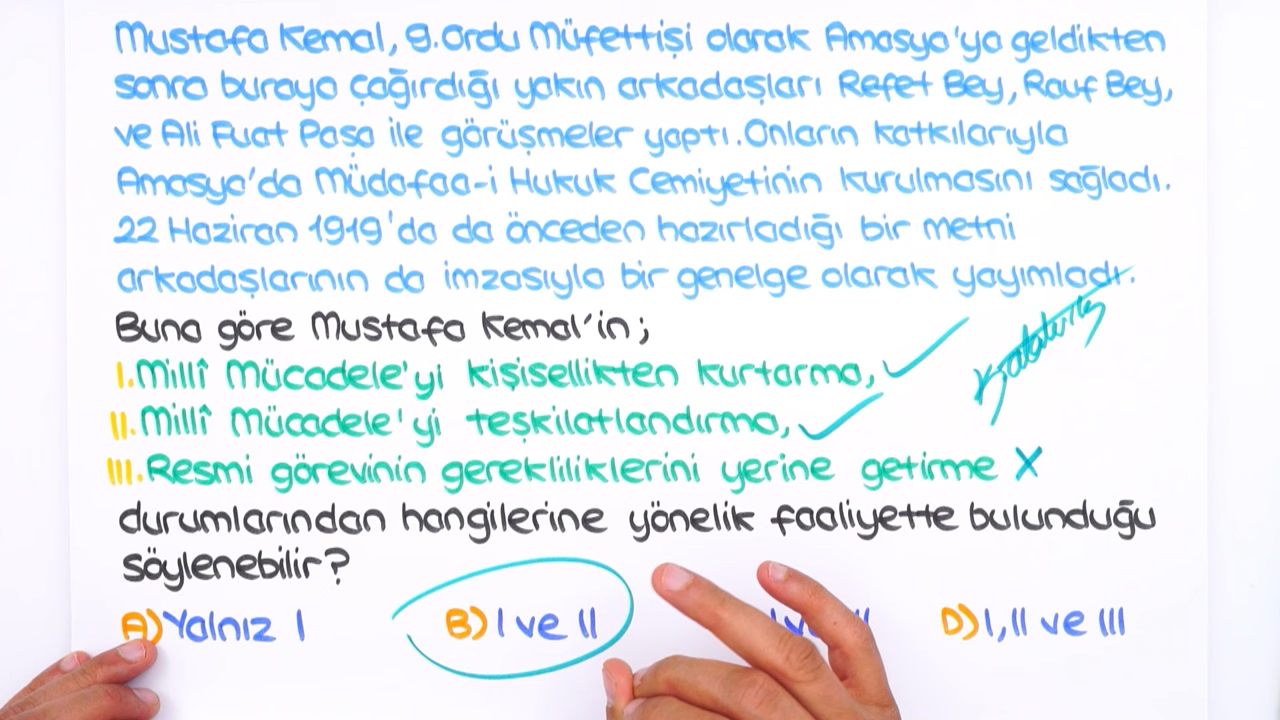 Mustafa Kemal, 9.Ordu Müfettişi olarak Amasya'ya geldikten
sonra buraya çağırdığı yakın arkadaşları Refet Bey, Rauf Bey,
ve Ali Fuat Paşa ile görüşmeler yaptı. Onların katkılarıyla
Amasya'da Müdafaa-i Hukuk Cemiyetinin kurulmasını sağladı.
22 Haziran 1919'da da önceden hazırladığı bir metni
arkadaşlarının da imzasıyla bir genelge olarak yayımladı.
Buna göre Mustafa Kemal'in;
I.Millî Mücadele'yi kişisellikten kurtarma,
II.Millî Mücadele'yi teşkilatlandırma,
III.Resmi görevinin gerekliliklerini yerine getirme X
durumlarından hangilerine yönelik faaliyette bulunduğu
söylenebilir?
A)Yalnız I B)I ve II D)I,II ve III